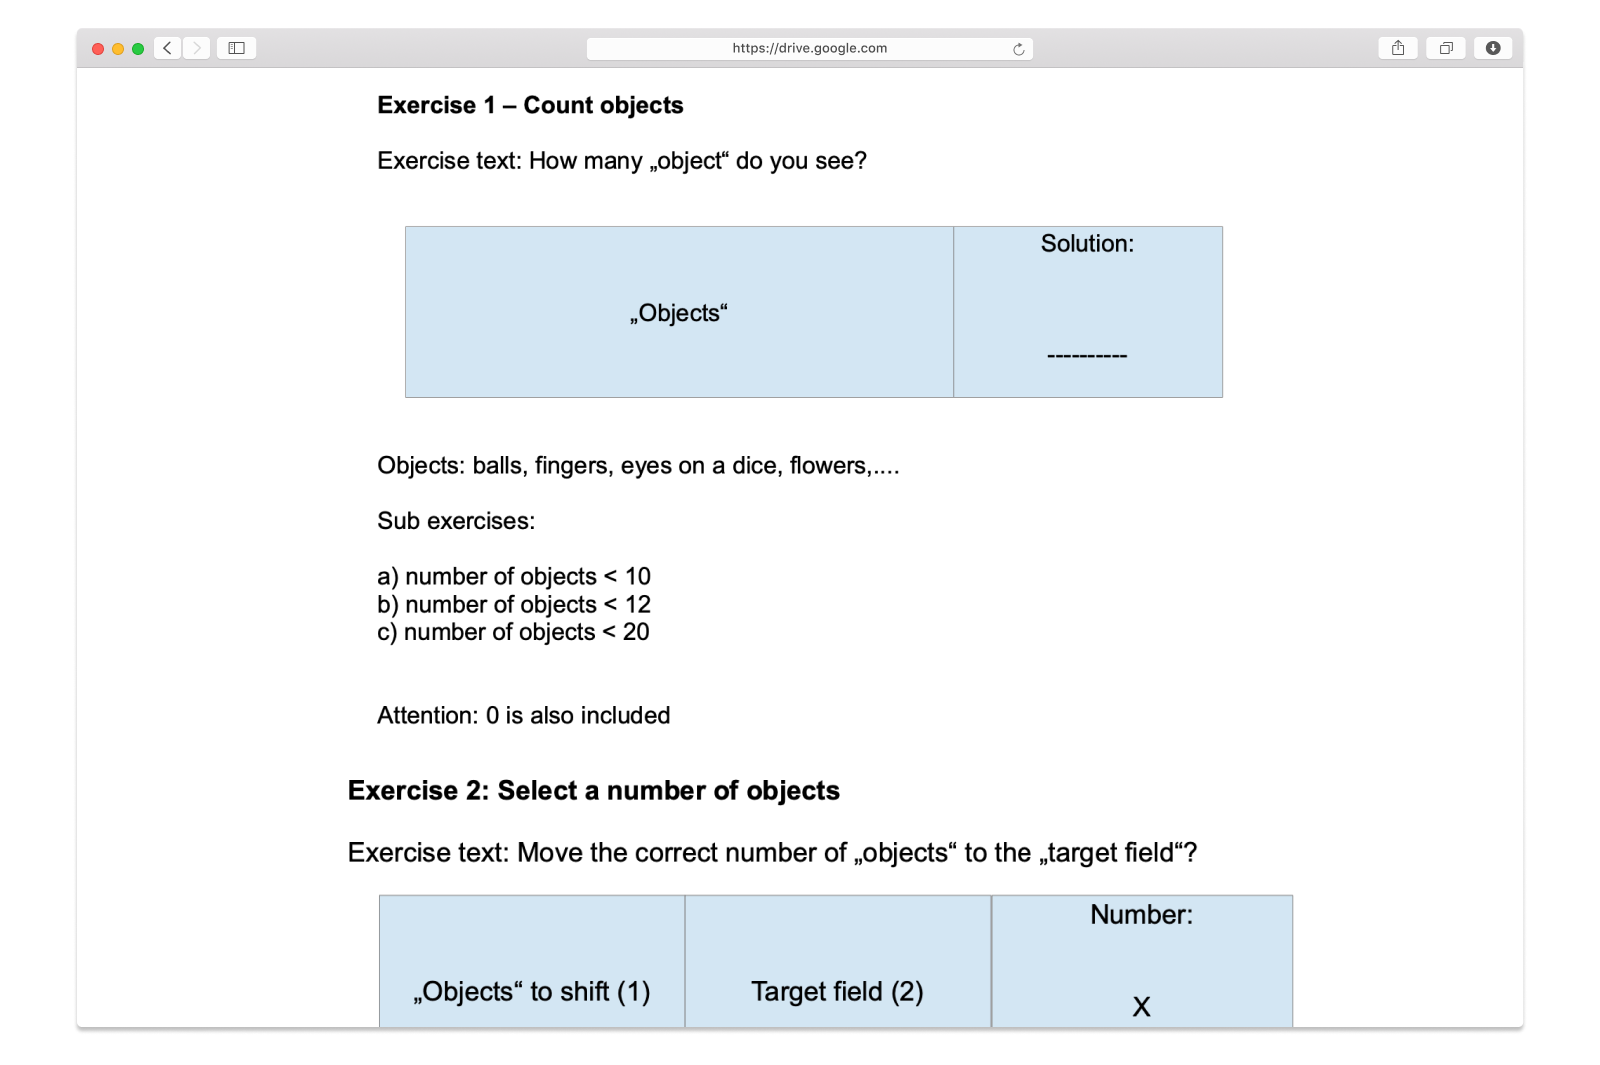 https://drive.google.com
Exercise 1 – Count objects
Exercise text: How many „object“ do you see?
Solution:
„Objects“
----------
Objects: balls, fingers, eyes on a dice, flowers,....
Sub exercises:
a) number of objects < 10
b) number of objects < 12
c) number of objects < 20
Attention: 0 is also included
Exercise 2: Select a number of objects
Exercise text: Move the correct number of „objects“ to the „target field“?
Number:
„Objects“ to shift (1)
Target field (2)
X